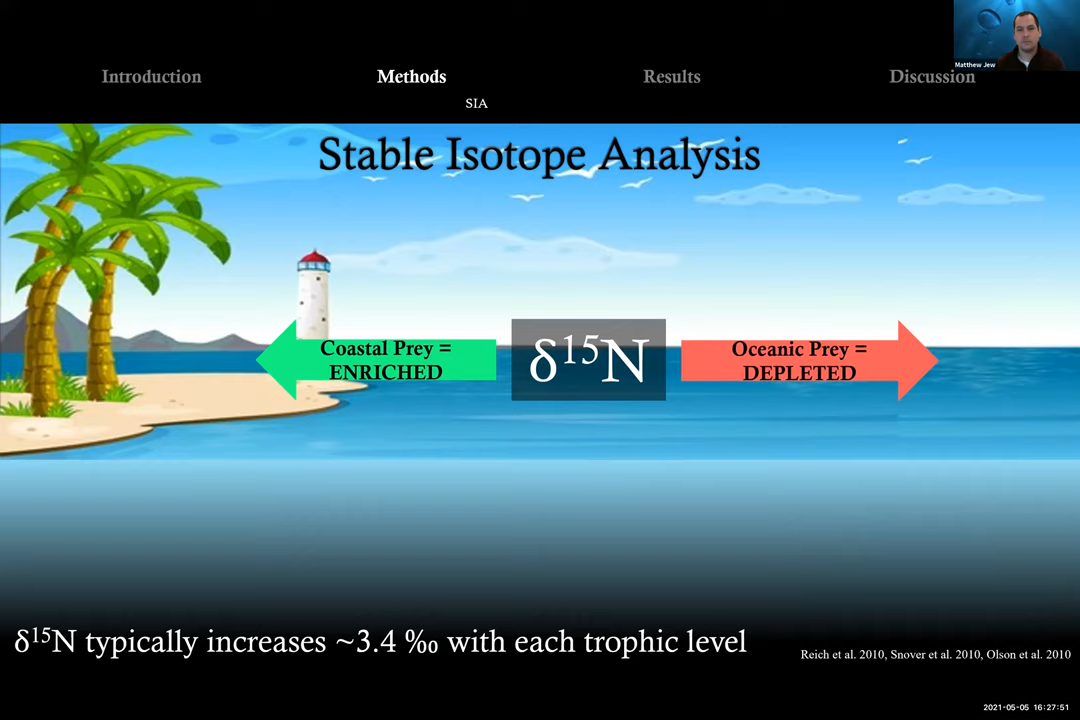 Matthew Jew
Introduction Methods Results Discussion
SIA
Stable Isotope Analysis
Coastal Prey =
ENRICHED
δ¹⁵N
Oceanic Prey =
DEPLETED
δ¹⁵N typically increases ~3.4 ‰ with each trophic level
Reich et al. 2010, Snover et al. 2010, Olson et al. 2010
2021-05-05 16:27:51